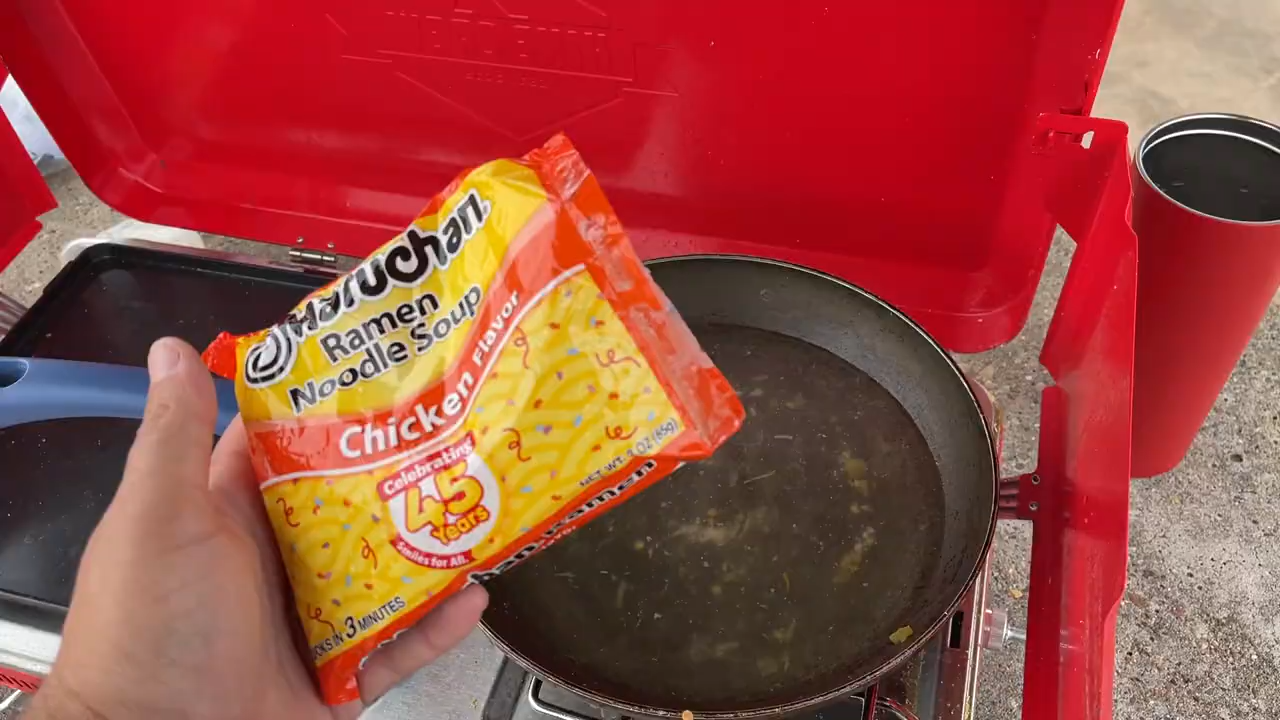 Maruchan
Ramen
Noodle Soup
Chicken Flavor
Celebrating
45
Years
Smiles for All.
NET WT. 3 OZ (85g)
COOKS IN 3 MINUTES